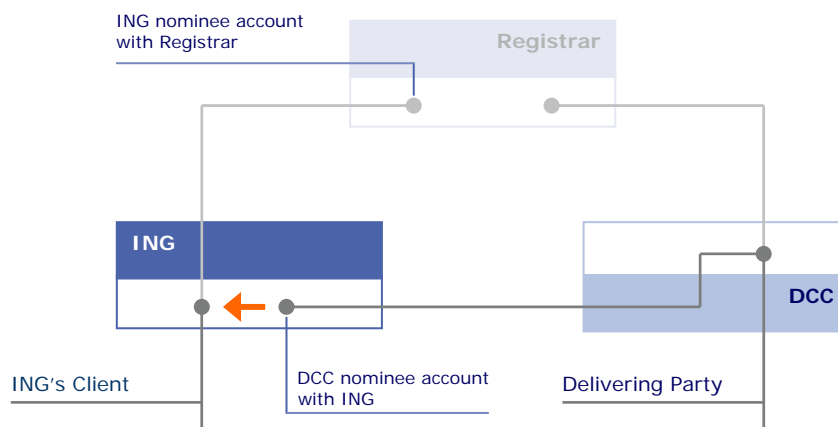 ING nominee account
with Registrar
Registrar
ING
DCC
ING's Client
DCC nominee account
with ING
Delivering Party